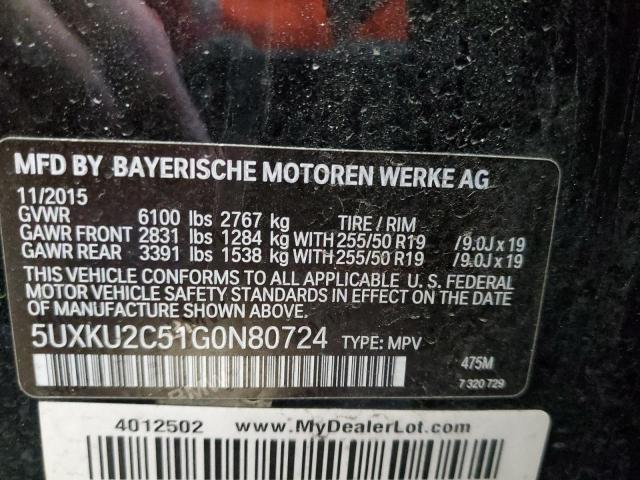 MFD BY BAYERISCHE MOTOREN WERKE AG
11/2015
GVWR 6100 lbs 2767 kg TIRE / RIM
GAWR FRONT 2831 lbs 1284 kg WITH 255/50 R19 /9.0J x 19
GAWR REAR 3391 lbs 1538 kg WITH 255/50 R19 /9.0J x 19
THIS VEHICLE CONFORMS TO ALL APPLICABLE U. S. FEDERAL
MOTOR VEHICLE SAFETY STANDARDS IN EFFECT ON THE DATE
OF MANUFACTURE SHOWN ABOVE.
5UXKU2C51G0N80724 TYPE: MPV
475M
7 320 729
4012502 www.MyDealerLot.com